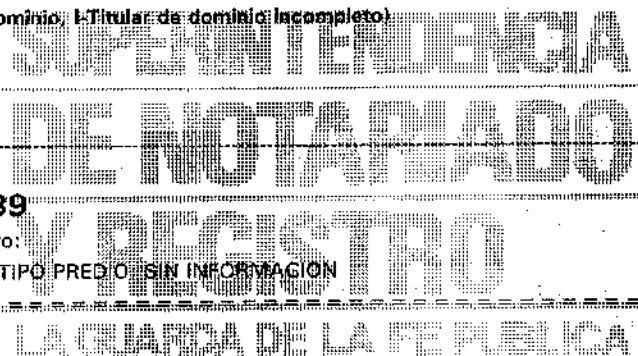 ominio, I-Titular de dominio incompleto)
SUPERINTENDENCIA
DE NOTARIADO
39
Y REGISTRO
o:
TIPO PREDIO: SIN INFORMACION
LA GUARDA DE LA FE PUBLICA